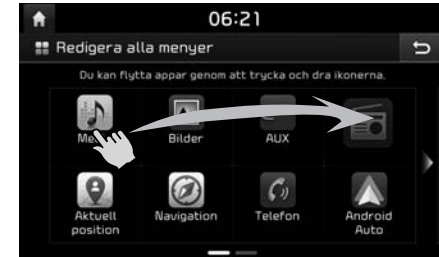 06:21
Redigera alla menyer
Du kan flytta appar genom att trycka och dra ikonerna.
Bilder
AUX
Aktuell
position
Navigation
Telefon
Android
Auto